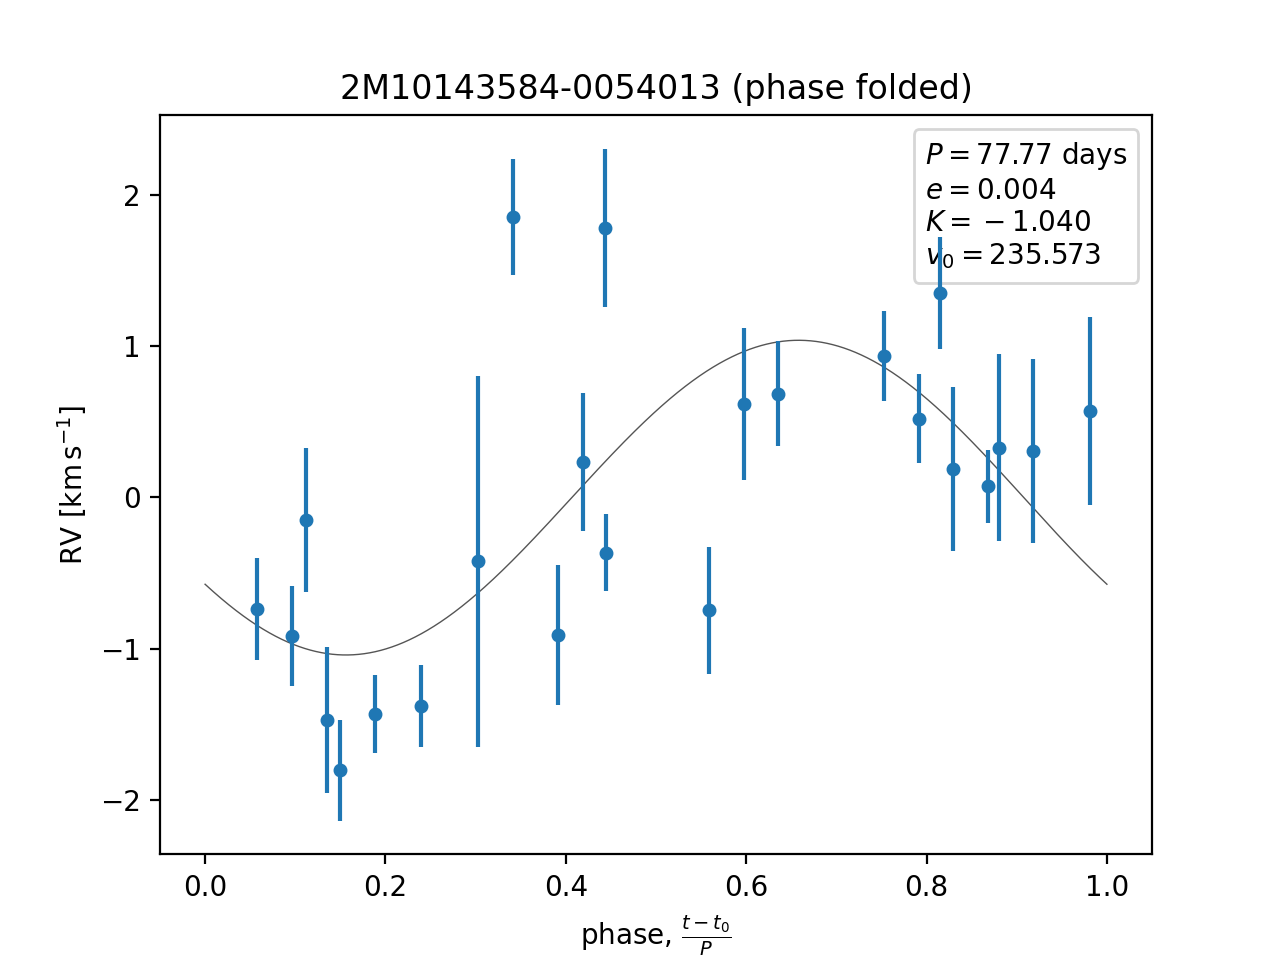 2M10143584-0054013 (phase folded)
P = 77.77 days
e = 0.004
K = −1.040
v₀ = 235.573
RV [km s⁻¹]
2
1
0
−1
−2
0.0 0.2 0.4 0.6 0.8 1.0
phase, (t − t₀)/P